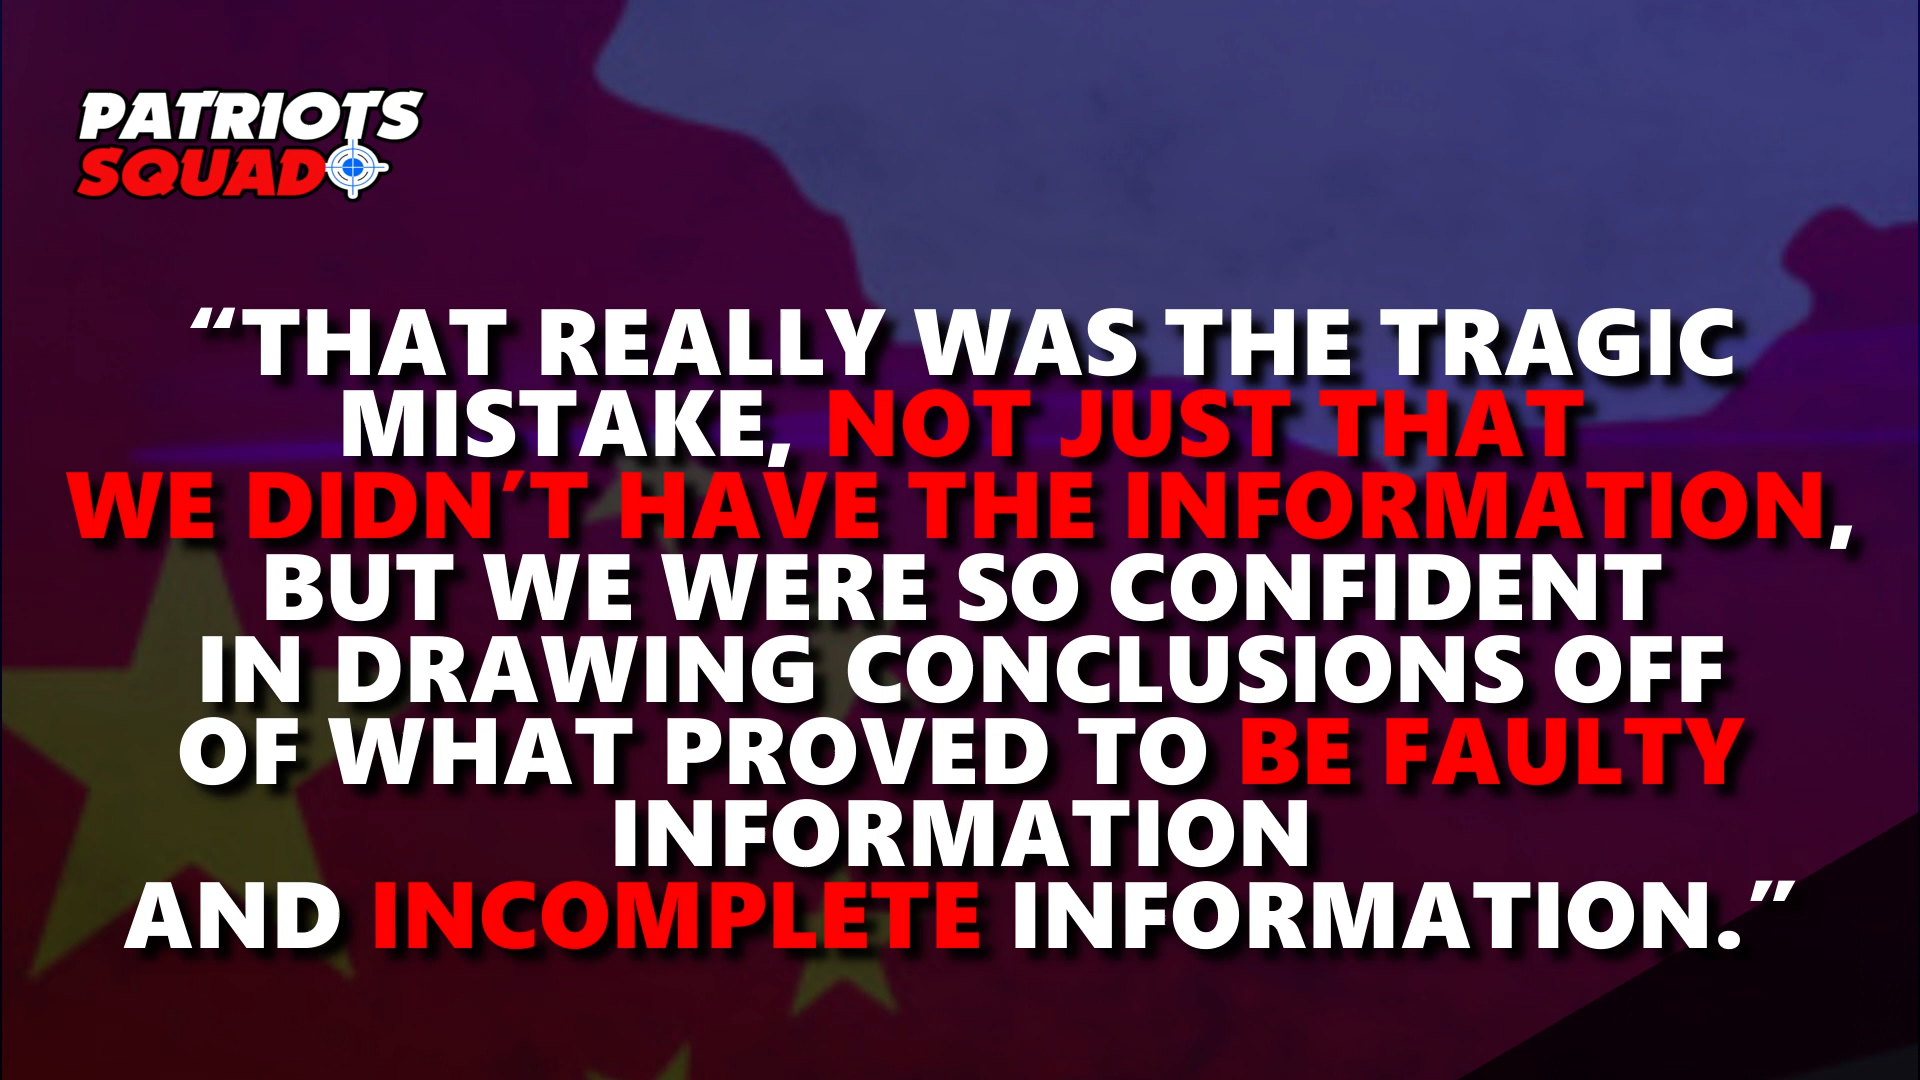 PATRIOTS
SQUAD
“THAT REALLY WAS THE TRAGIC
MISTAKE, NOT JUST THAT
WE DIDN´T HAVE THE INFORMATION,
BUT WE WERE SO CONFIDENT
IN DRAWING CONCLUSIONS OFF
OF WHAT PROVED TO BE FAULTY
INFORMATION
AND INCOMPLETE INFORMATION.”